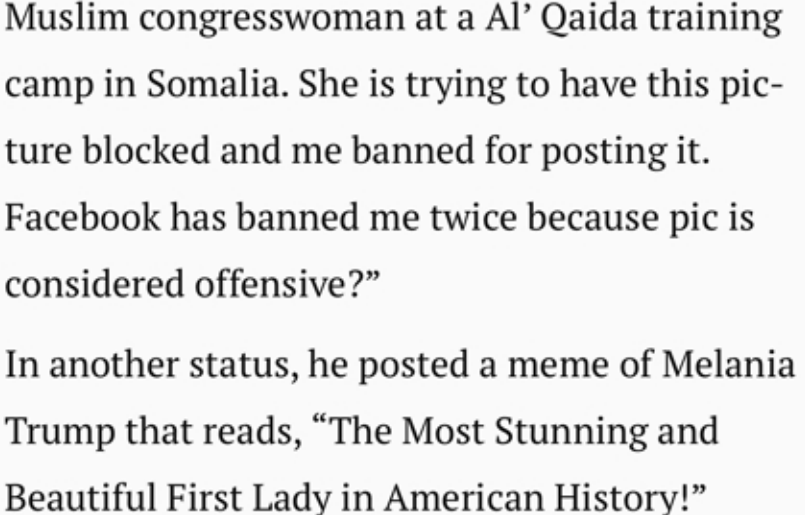 Muslim congresswoman at a Al’ Qaida training
camp in Somalia. She is trying to have this pic-
ture blocked and me banned for posting it.
Facebook has banned me twice because pic is
considered offensive?”
In another status, he posted a meme of Melania
Trump that reads, “The Most Stunning and
Beautiful First Lady in American History!”